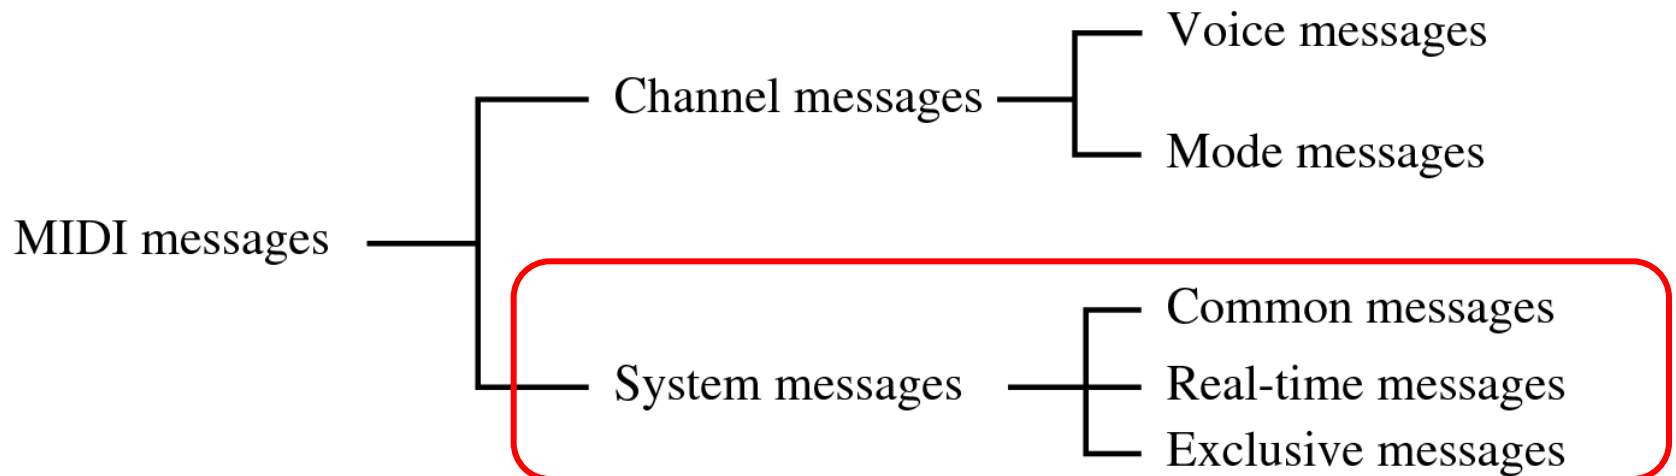 Voice messages
Channel messages
Mode messages
MIDI messages
Common messages
System messages
Real-time messages
Exclusive messages